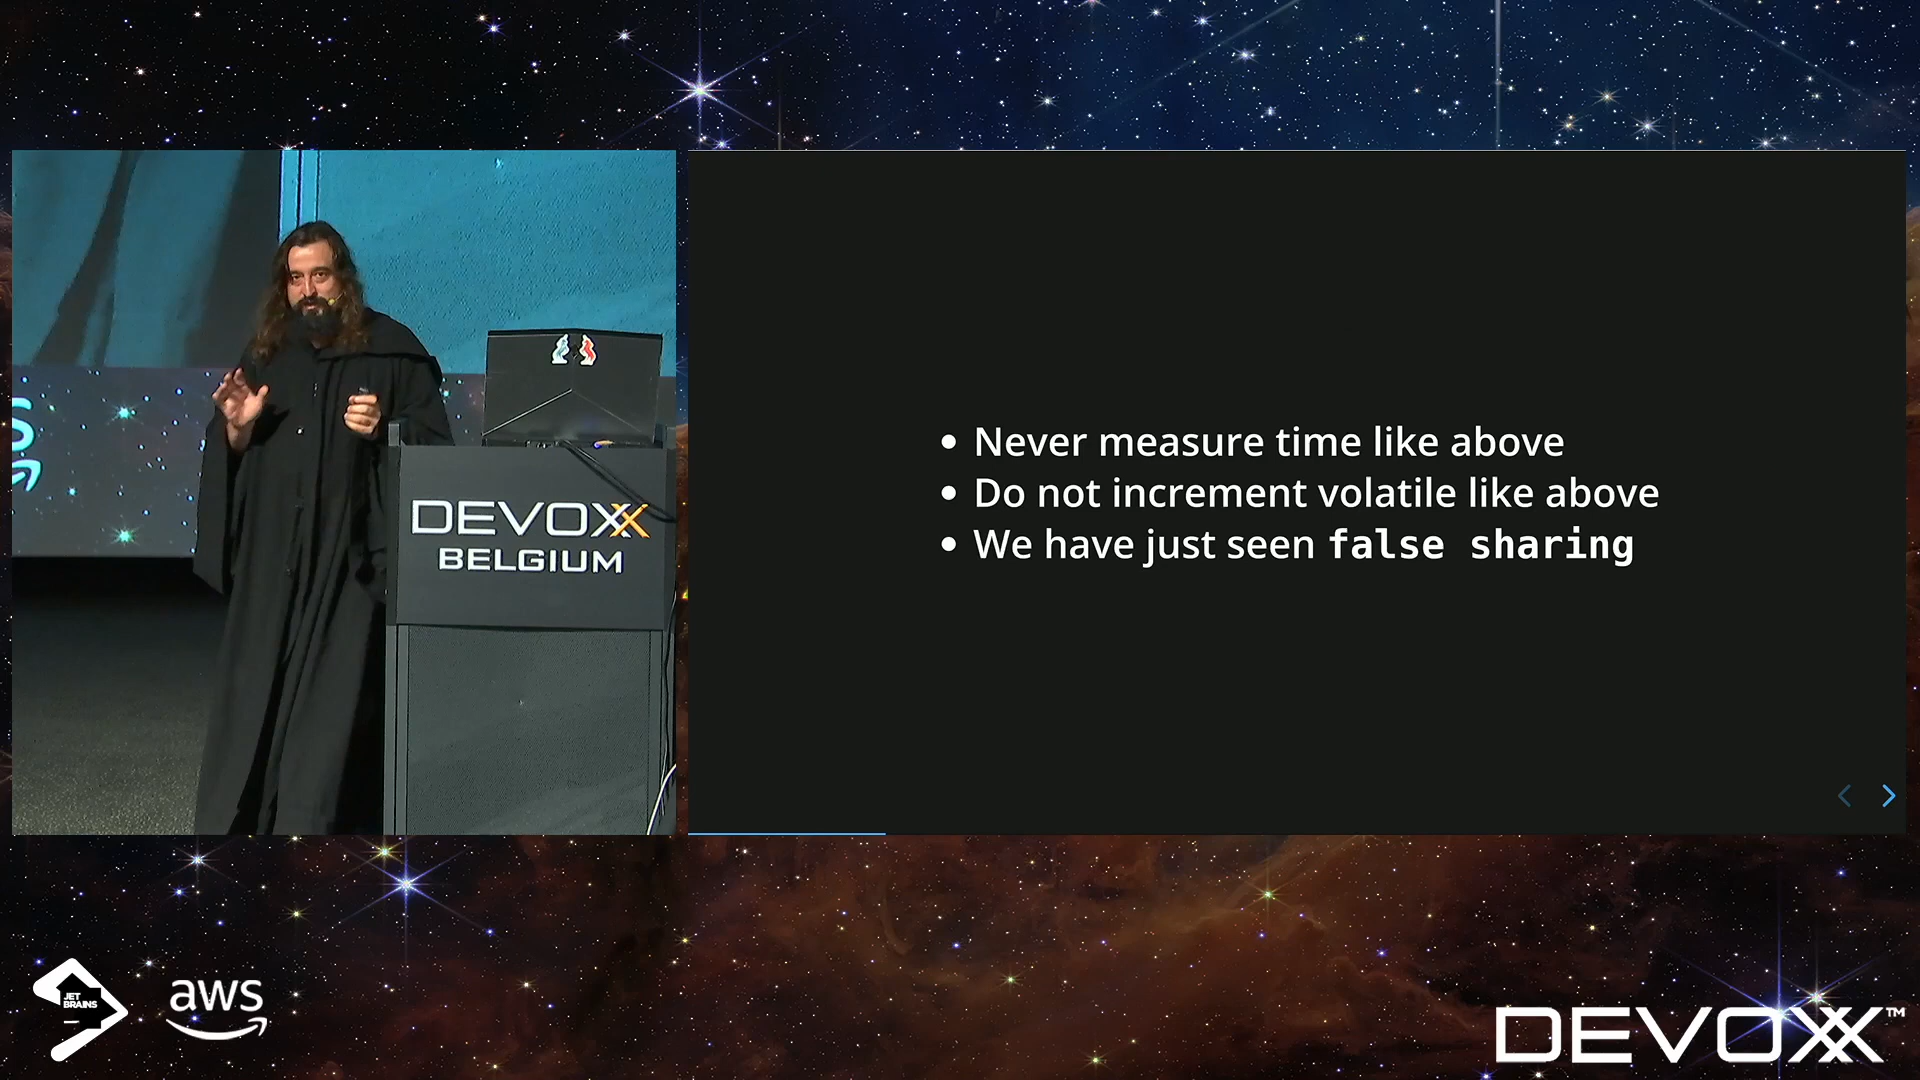 DEVOXX
BELGIUM
Never measure time like above
Do not increment volatile like above
We have just seen false sharing
JET
BRAINS
aws
DEVOXX™